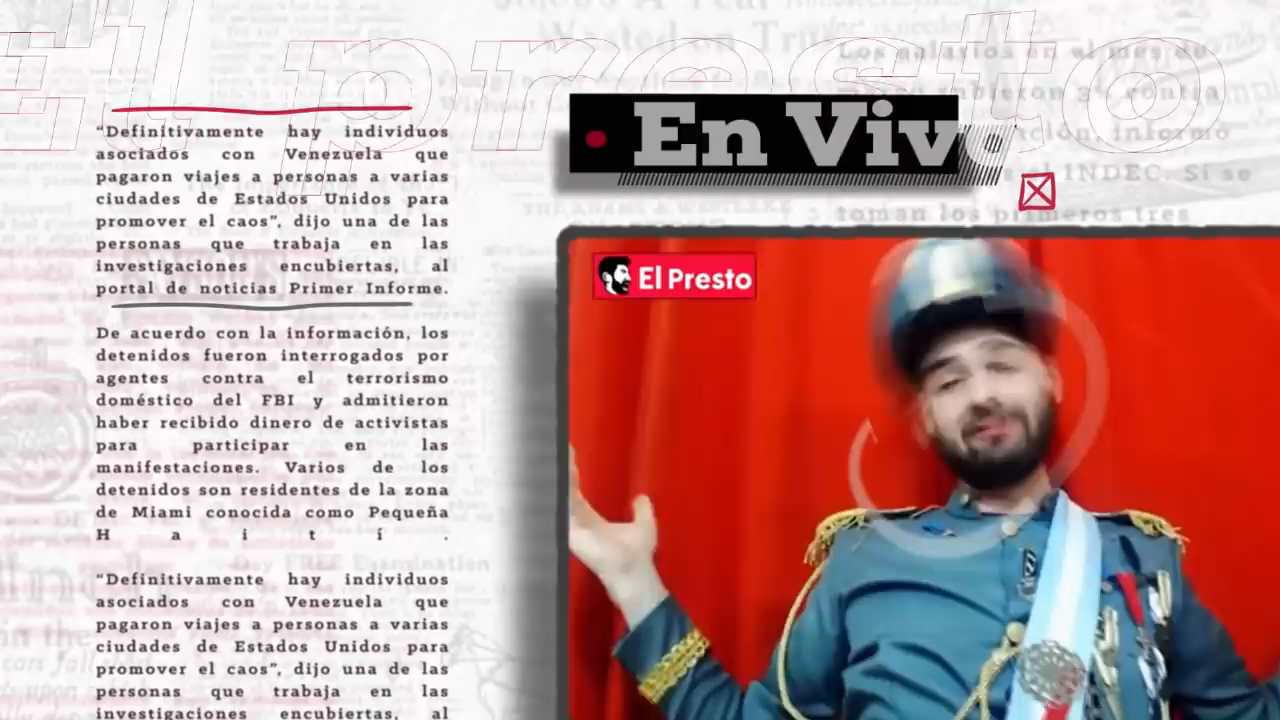 El presto
“Definitivamente hay individuos
asociados con Venezuela que
pagaron viajes a personas a varias
ciudades de Estados Unidos para
promover el caos”, dijo una de las
personas que trabaja en las
investigaciones encubiertas, al
portal de noticias Primer Informe.
De acuerdo con la información, los
detenidos fueron interrogados por
agentes contra el terrorismo
doméstico del FBI y admitieron
haber recibido dinero de activistas
para participar en las
manifestaciones. Varios de los
detenidos son residentes de la zona
de Miami conocida como Pequeña
H a i t í .
“Definitivamente hay individuos
asociados con Venezuela que
pagaron viajes a personas a varias
ciudades de Estados Unidos para
promover el caos”, dijo una de las
personas que trabaja en las
investigaciones encubiertas, al
Los salarios en el mes de
marzo subieron 3% contra
informó
INDEC. Si se
toman los primeros tres
En Vivo
El Presto